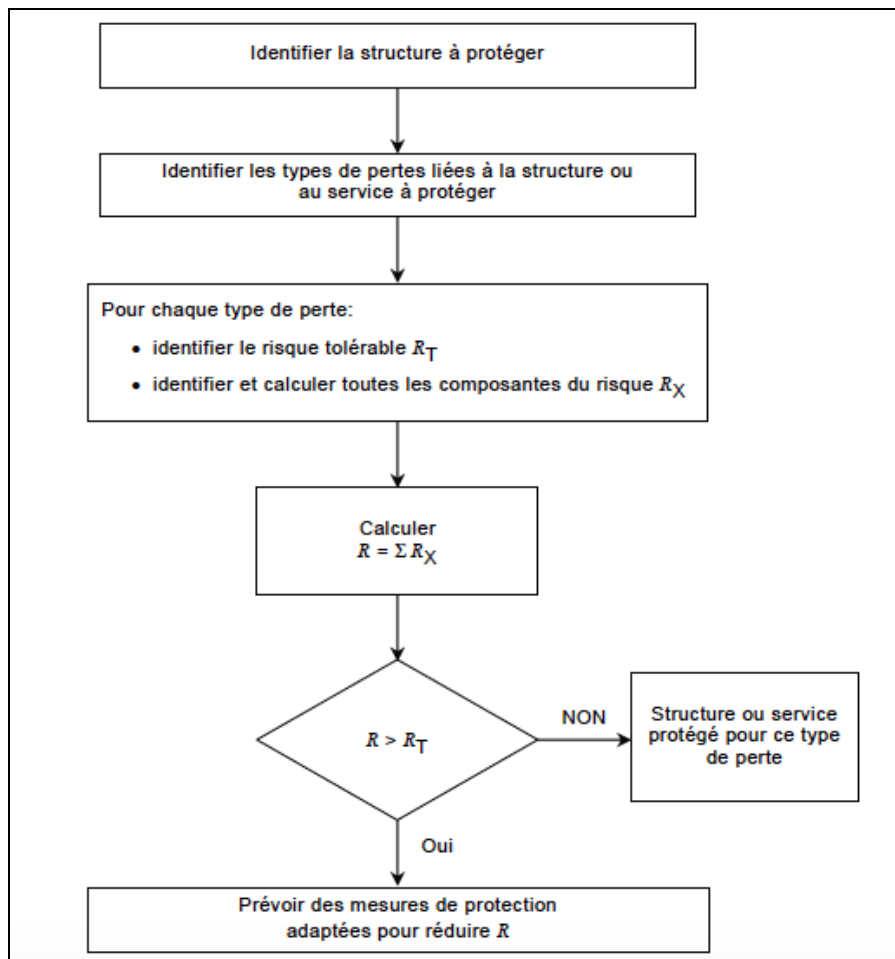 Identifier la structure à protéger
Identifier les types de pertes liées à la structure ou
au service à protéger
Pour chaque type de perte:
• identifier le risque tolérable RT
• identifier et calculer toutes les composantes du risque RX
Calculer
R = Σ RX
R > RT
NON
Structure ou service
protégé pour ce type
de perte
Oui
Prévoir des mesures de protection
adaptées pour réduire R